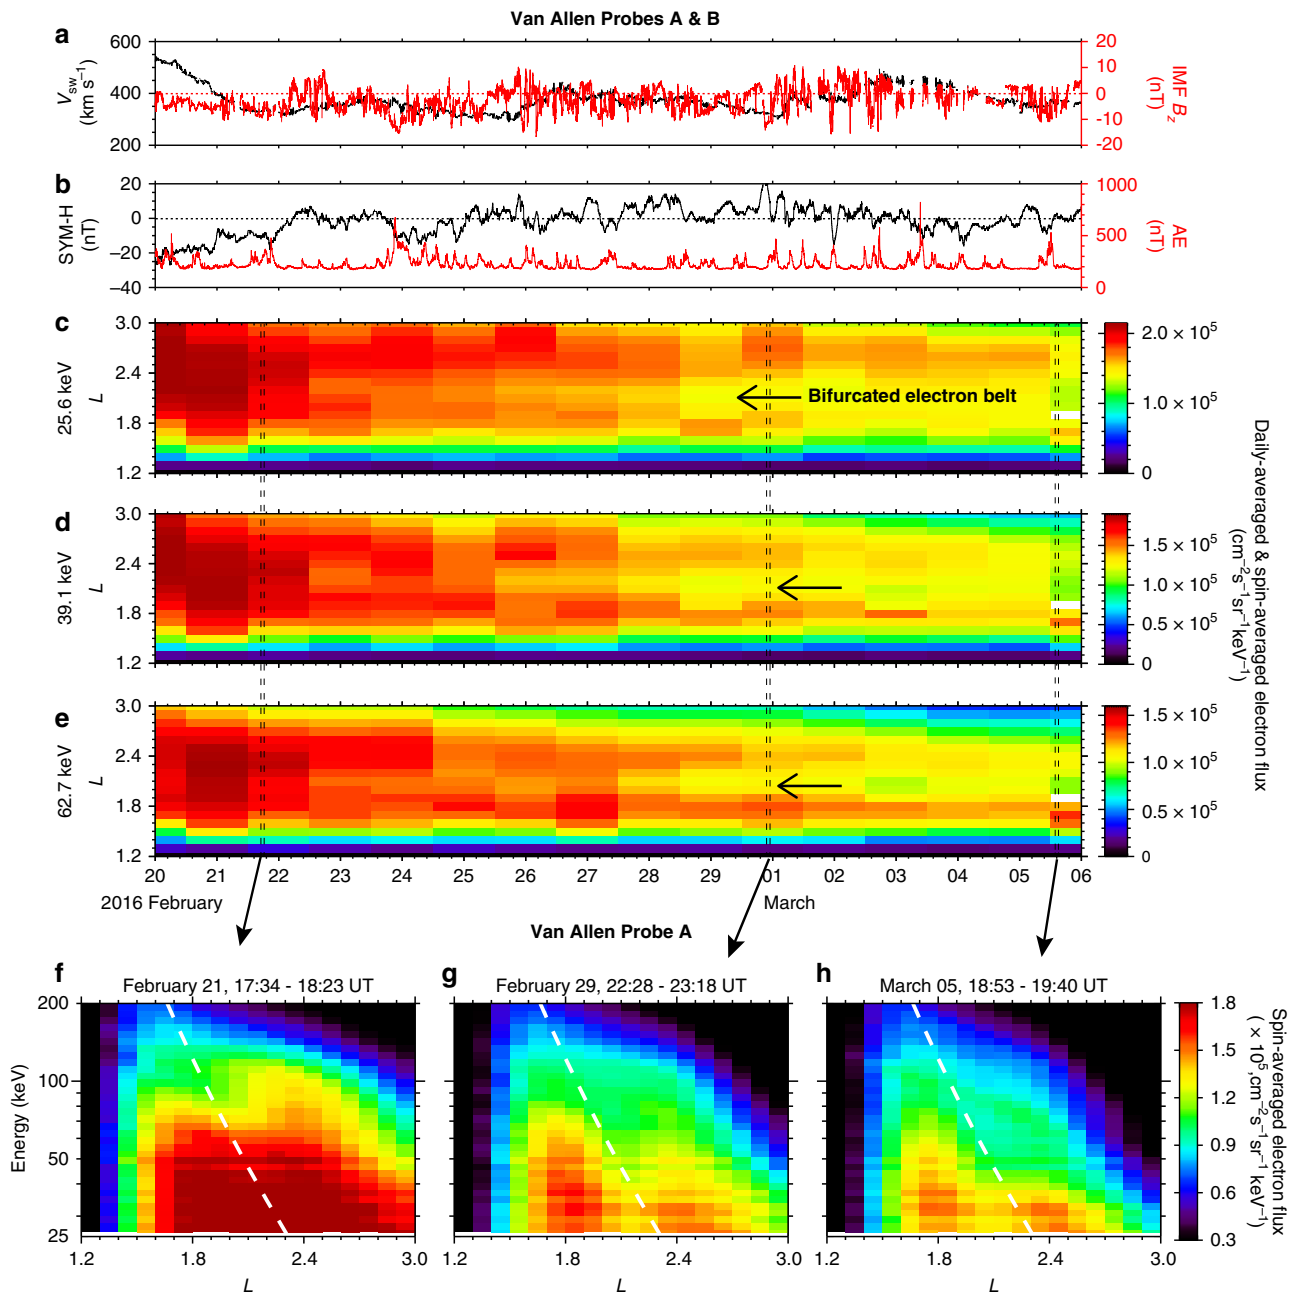 Van Allen Probes A & B
a
600
400
200
V_sw (km s⁻¹)
20
10
0
−10
−20
IMF B_z (nT)
b
20
0
−20
−40
SYM-H (nT)
1000
500
0
AE (nT)
c
3.0
2.4
1.8
1.2
25.6 keV
L
Bifurcated electron belt
2.0 × 10⁵
1.0 × 10⁵
0
d
3.0
2.4
1.8
1.2
39.1 keV
L
1.5 × 10⁵
1.0 × 10⁵
0.5 × 10⁵
0
e
3.0
2.4
1.8
1.2
62.7 keV
L
1.5 × 10⁵
1.0 × 10⁵
0.5 × 10⁵
0
Daily-averaged & spin-averaged electron flux
(cm⁻²s⁻¹sr⁻¹keV⁻¹)
20 21 22 23 24 25 26 27 28 29 01 02 03 04 05 06
2016 February March
Van Allen Probe A
f
February 21, 17:34 - 18:23 UT
200
100
50
25
Energy (keV)
1.2 1.8 2.4 3.0
L
g
February 29, 22:28 - 23:18 UT
1.2 1.8 2.4 3.0
L
h
March 05, 18:53 - 19:40 UT
1.2 1.8 2.4 3.0
L
1.8
1.5
1.2
0.9
0.6
0.3
Spin-averaged electron flux
( × 10⁵,cm⁻²s⁻¹sr⁻¹ keV⁻¹)